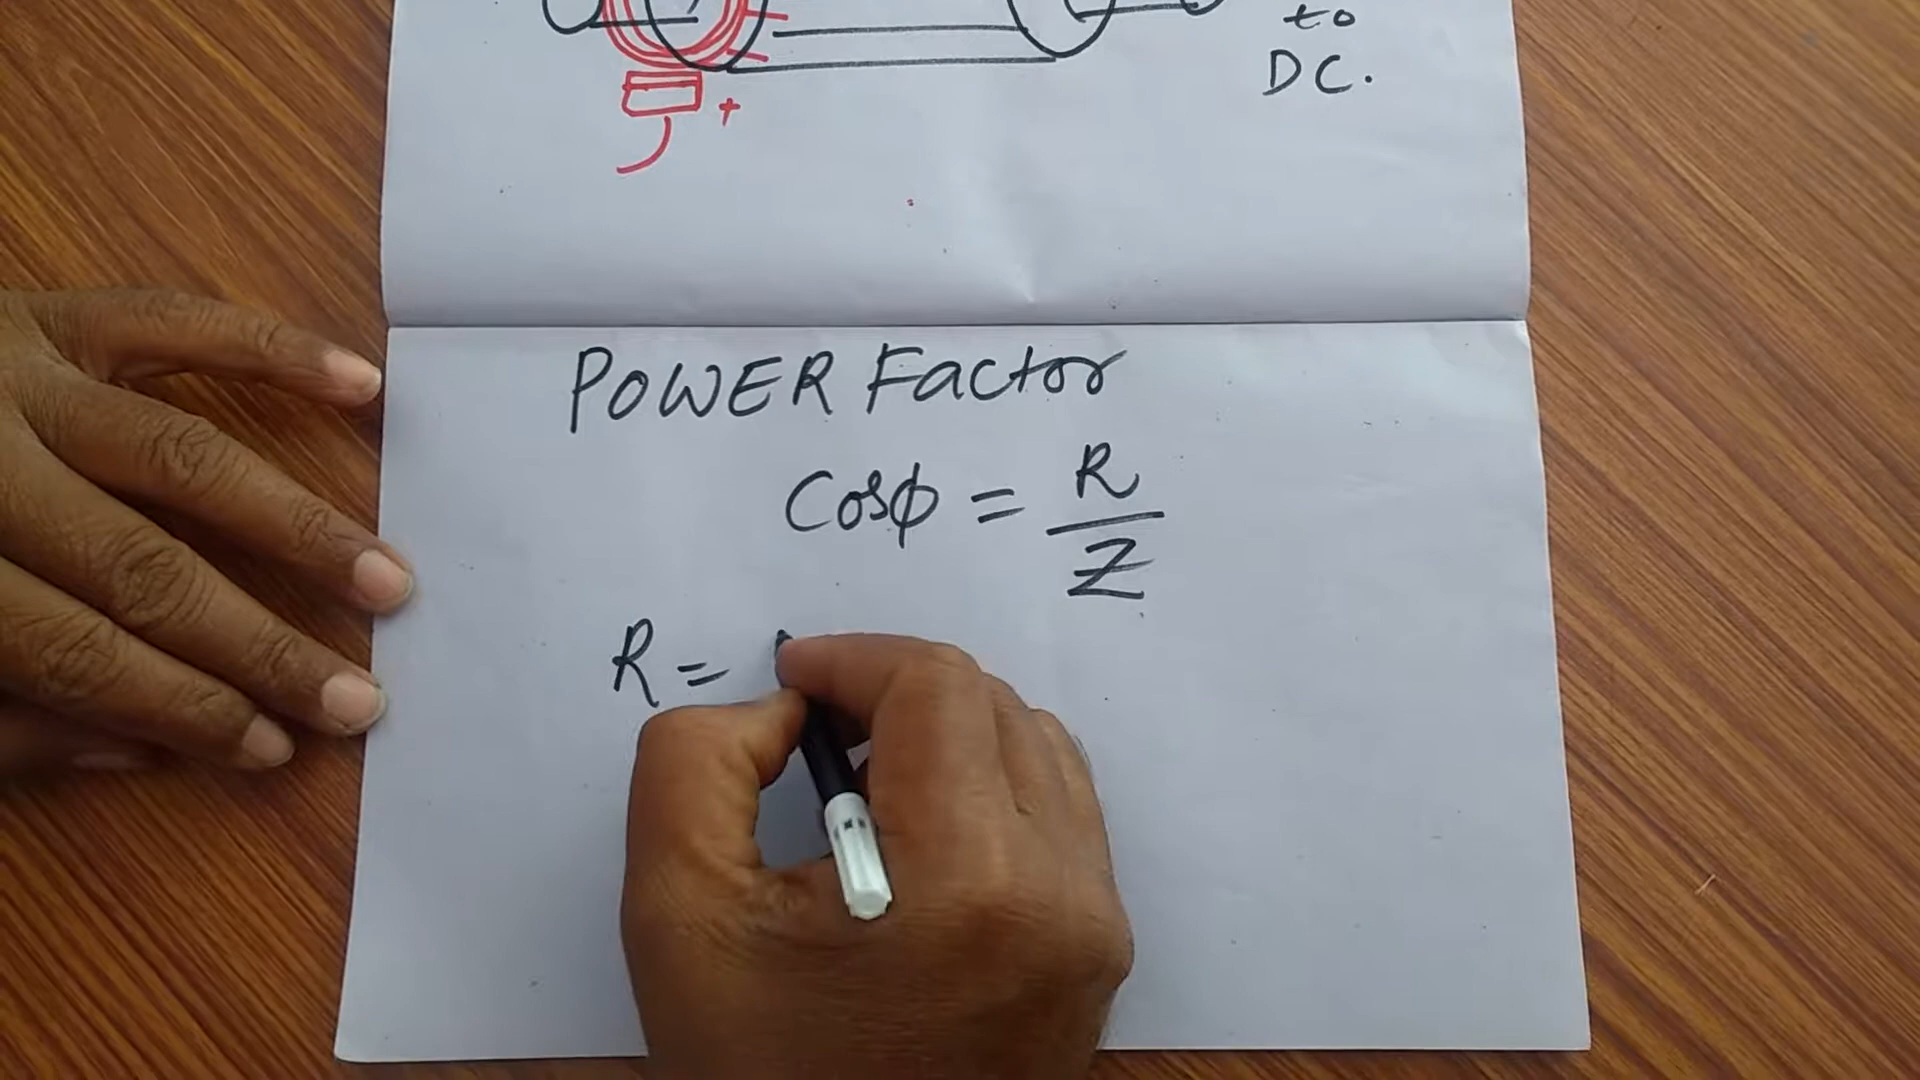 to
DC.
+
POWER Factor
Cosφ = R/Z
R =